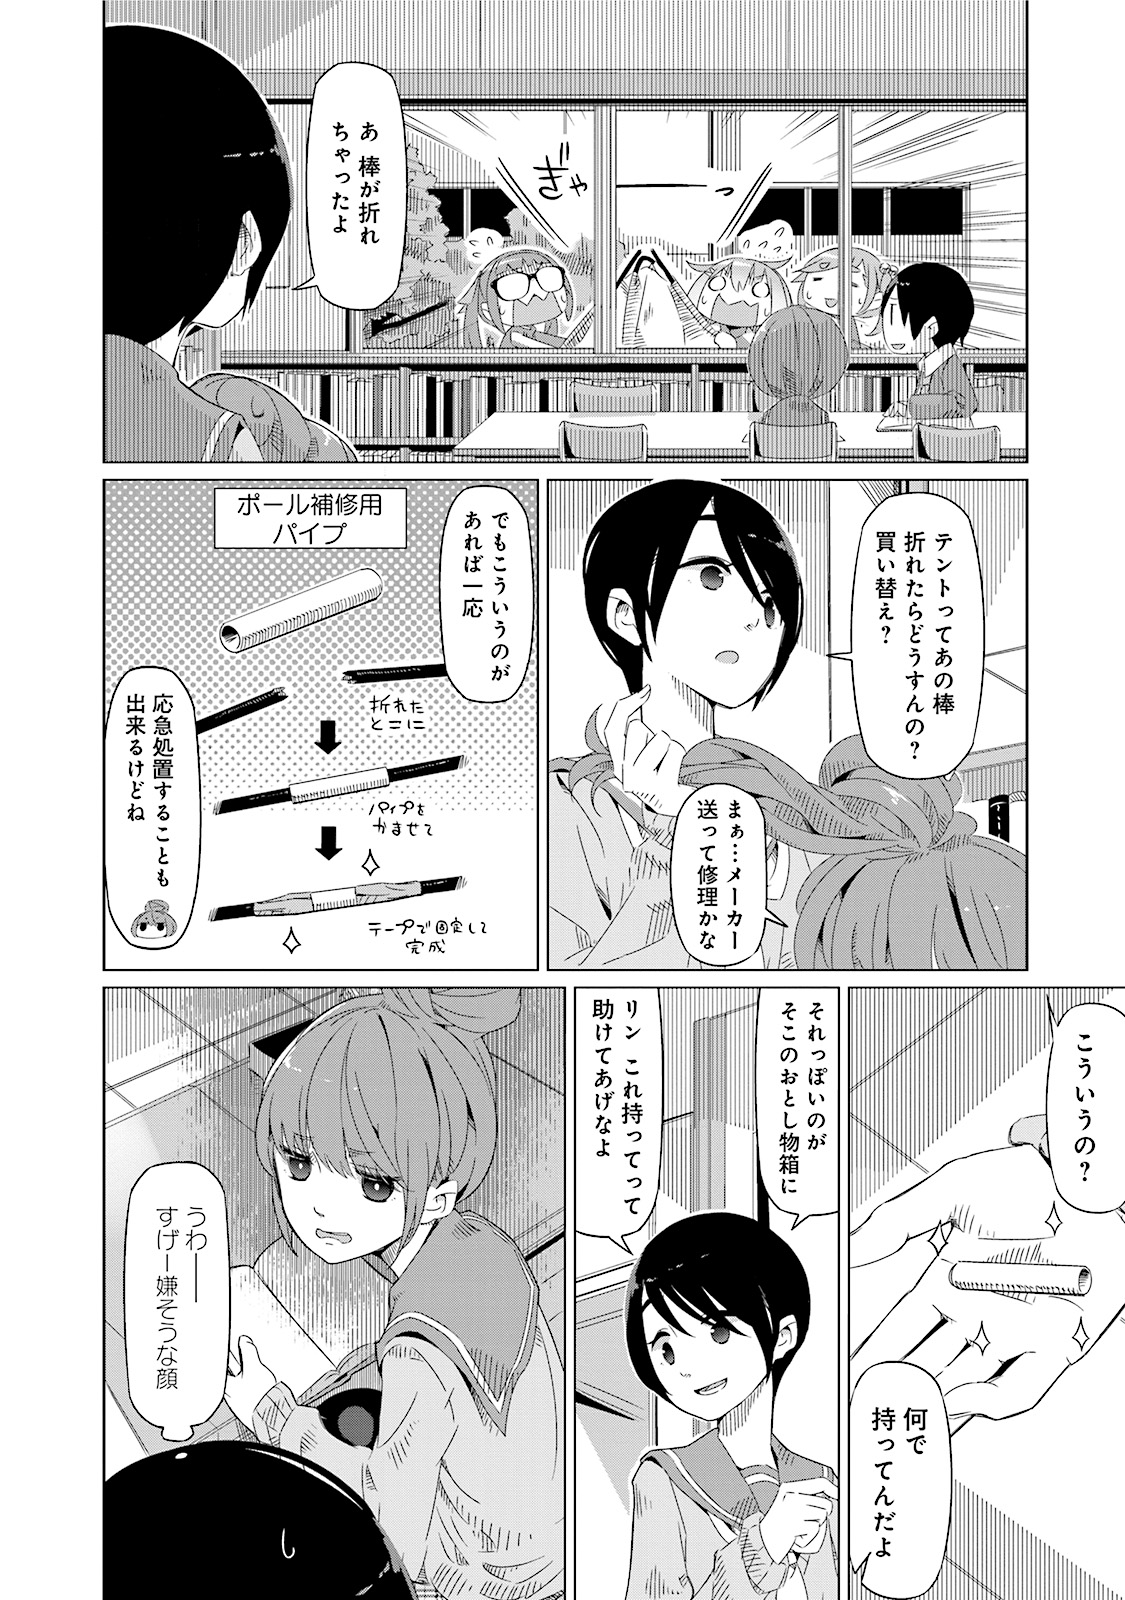 あ 棒が折れ
ちゃったよ
ぎゃーっ
テントってあの棒
折れたらどうすんの?
買い替え?
まぁ…メーカー
送って修理かな
でもこういうのが
あれば一応
ポール補修用
パイプ
折れた
とこに
パイプを
かませて
テープで固定して
完成
応急処置することも
出来るけどね
こういうの?
何で
持ってんだよ
それっぽいのが
そこのおとし物箱に
リン これ持ってって
助けてあげなよ
うわ――
すげー嫌そうな顔